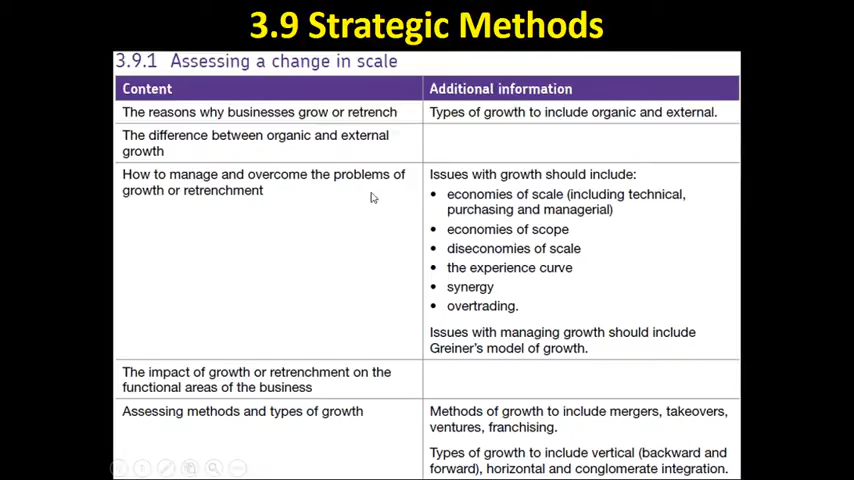 3.9 Strategic Methods
3.9.1 Assessing a change in scale
Content
Additional information
The reasons why businesses grow or retrench
Types of growth to include organic and external.
The difference between organic and external
growth
How to manage and overcome the problems of
growth or retrenchment
Issues with growth should include:
• economies of scale (including technical,
purchasing and managerial)
• economies of scope
• diseconomies of scale
• the experience curve
• synergy
• overtrading.
Issues with managing growth should include
Greiner's model of growth.
The impact of growth or retrenchment on the
functional areas of the business
Assessing methods and types of growth
Methods of growth to include mergers, takeovers,
ventures, franchising.
Types of growth to include vertical (backward and
forward), horizontal and conglomerate integration.